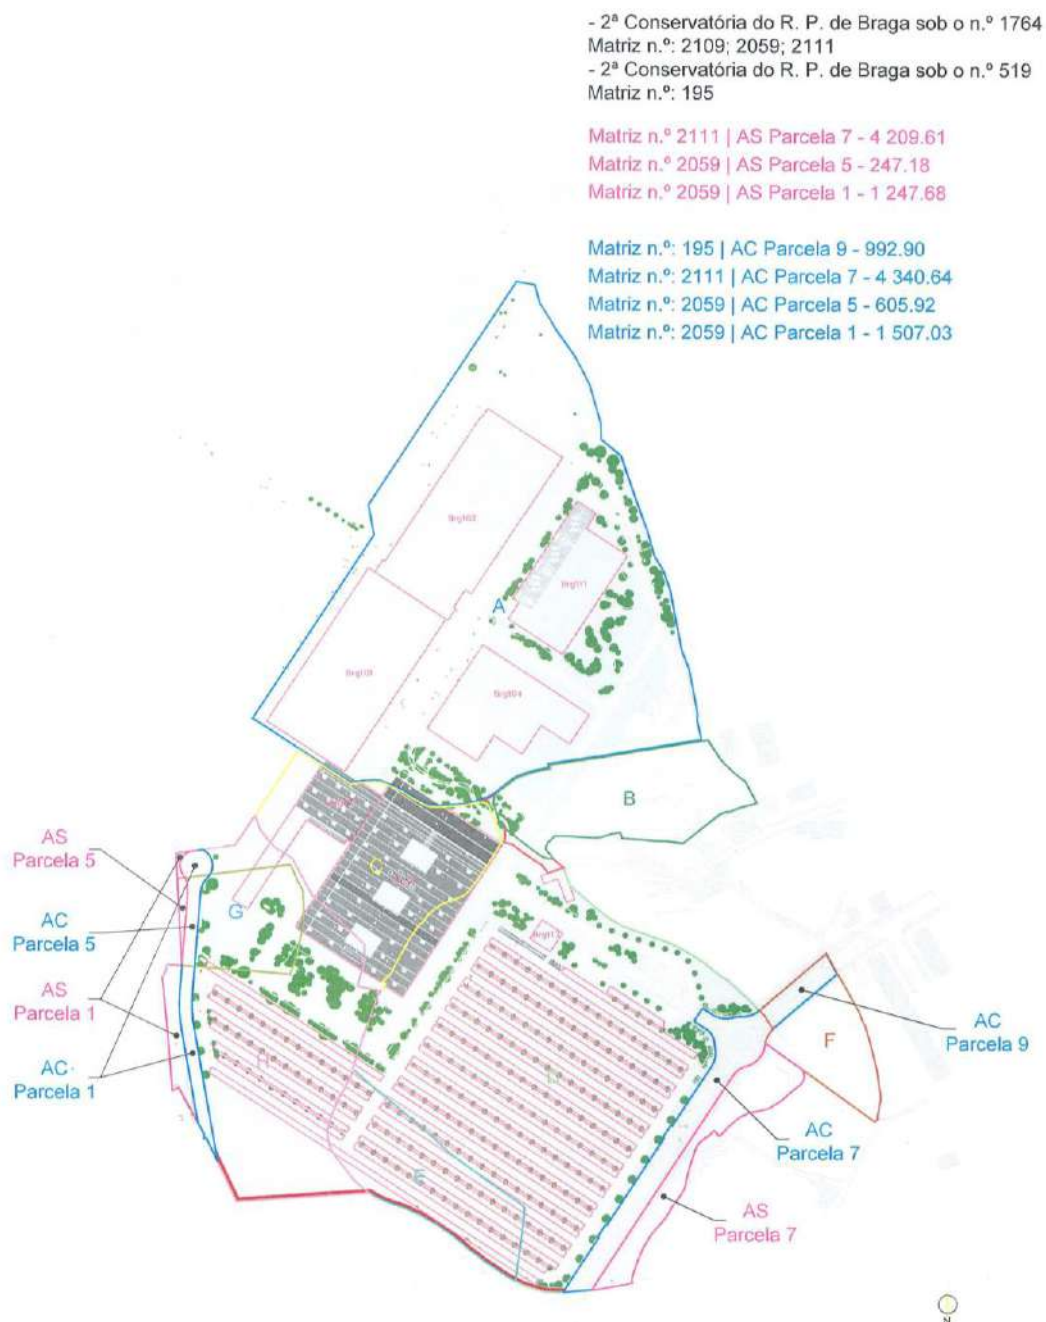 - 2ª Conservatória do R. P. de Braga sob o n.º 1764
Matriz n.º: 2109; 2059; 2111
- 2ª Conservatória do R. P. de Braga sob o n.º 519
Matriz n.º: 195
Matriz n.º 2111 | AS Parcela 7 - 4 209.61
Matriz n.º 2059 | AS Parcela 5 - 247.18
Matriz n.º 2059 | AS Parcela 1 - 1 247.68
Matriz n.º: 195 | AC Parcela 9 - 992.90
Matriz n.º: 2111 | AC Parcela 7 - 4 340.64
Matriz n.º: 2059 | AC Parcela 5 - 605.92
Matriz n.º: 2059 | AC Parcela 1 - 1 507.03
A
B
AS
Parcela 5
C
G
AC
Parcela 5
AS
Parcela 1
AC
Parcela 9
F
AC
Parcela 1
H
D
AC
Parcela 7
E
AS
Parcela 7
N